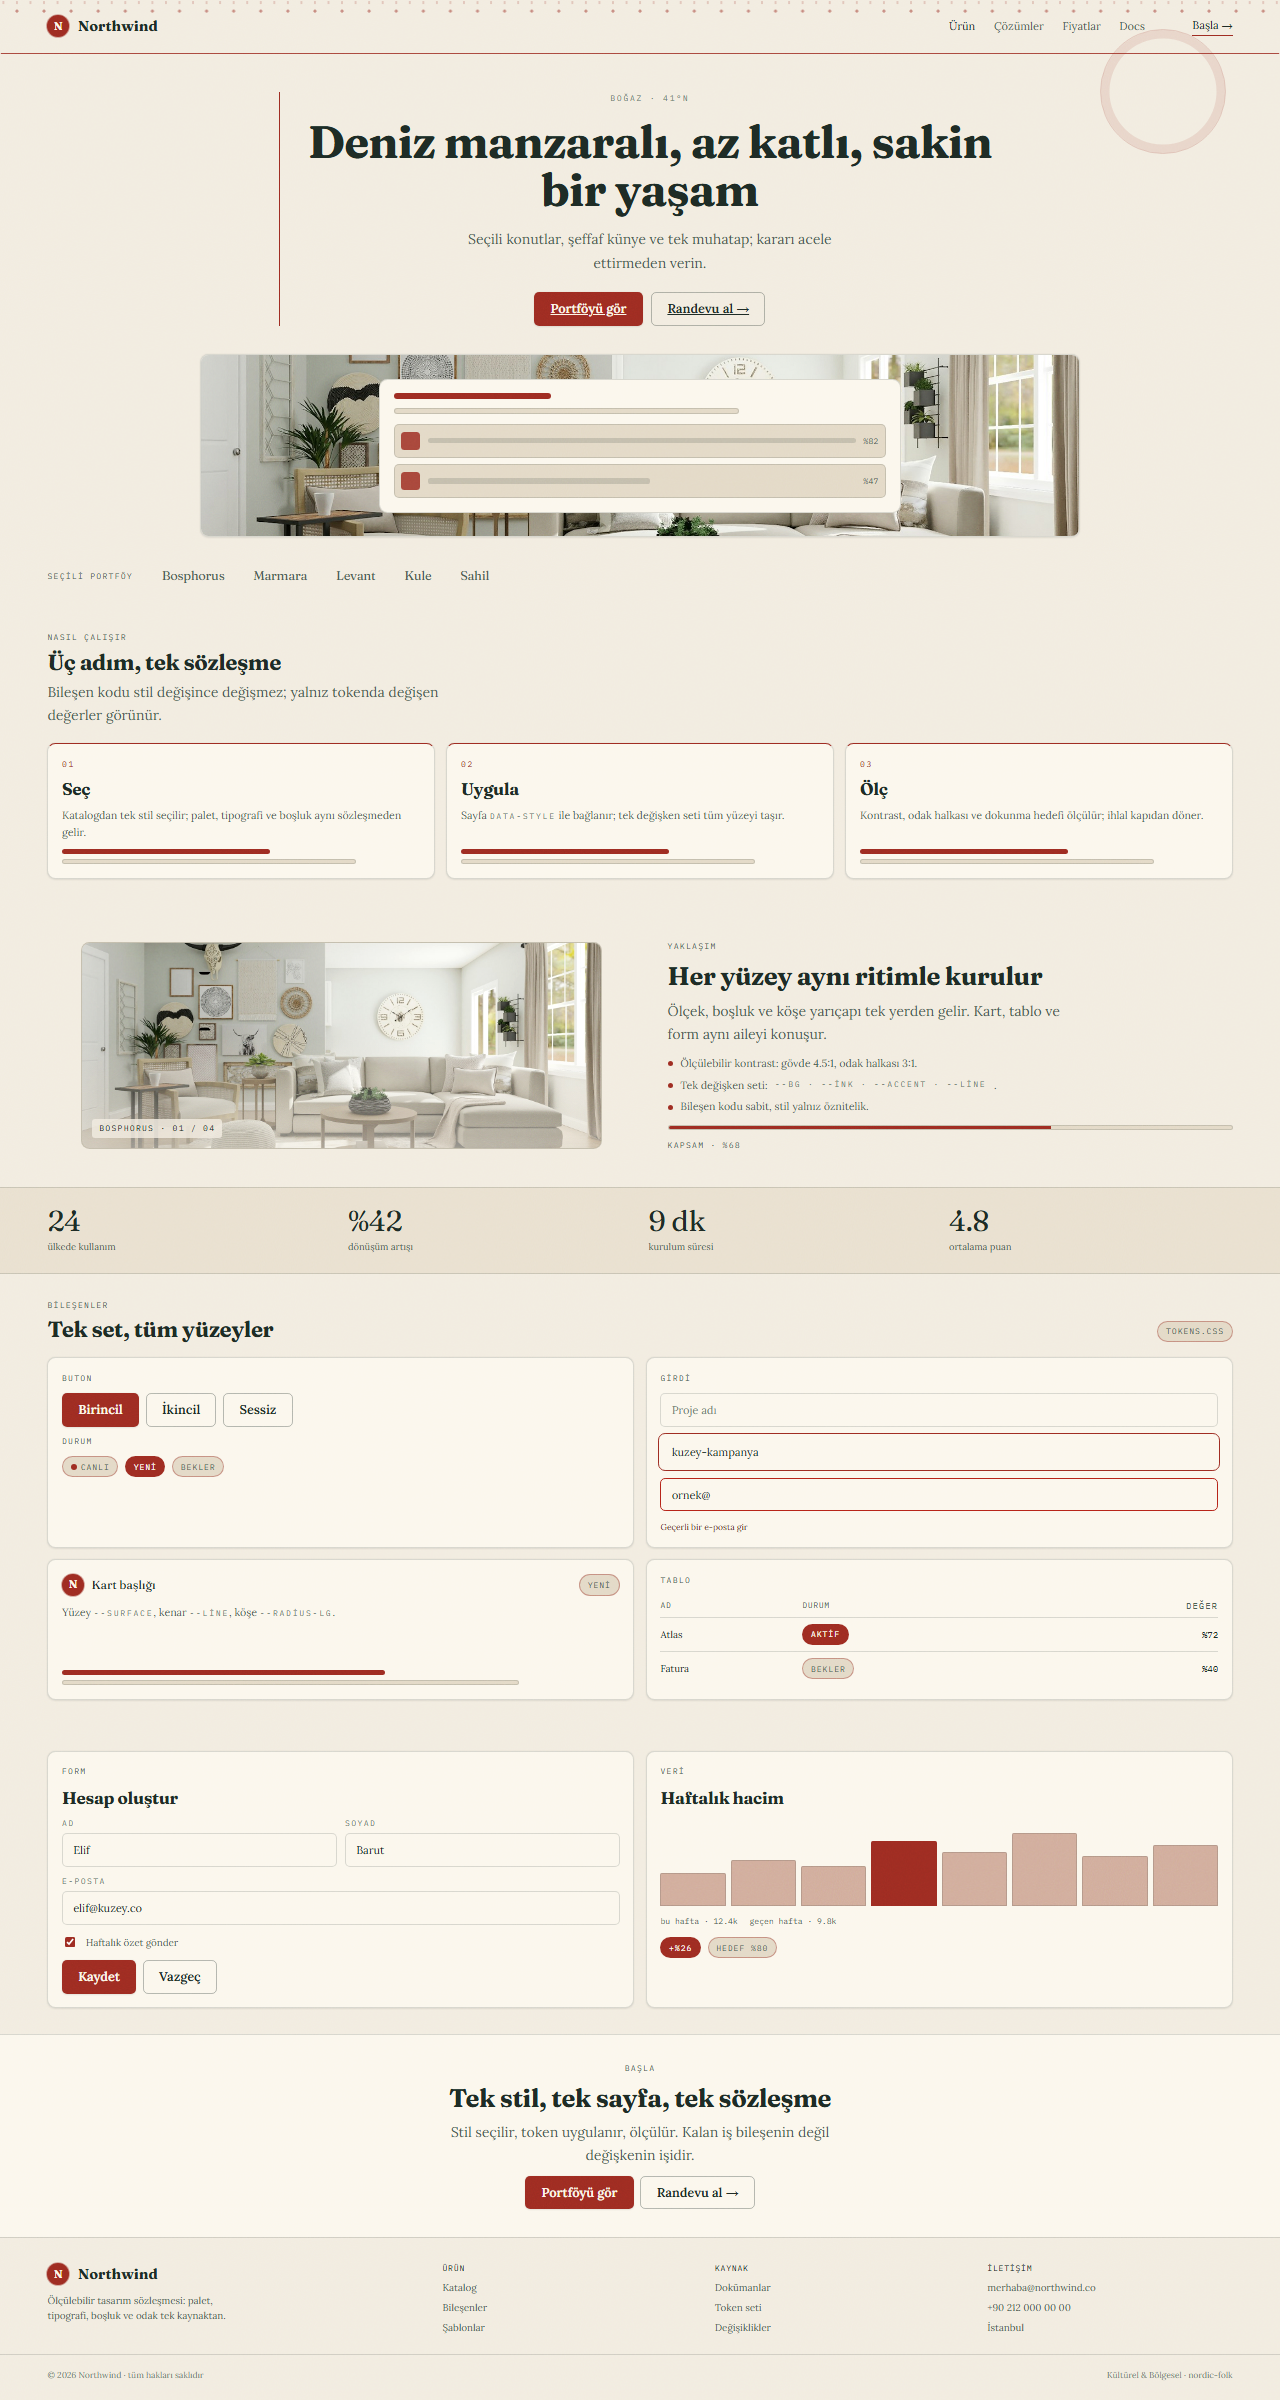 N Northwind
Ürün Çözümler Fiyatlar Docs Başla →
BOĞAZ · 41°N
Deniz manzaralı, az katlı, sakin
bir yaşam
Seçili konutlar, şeffaf künye ve tek muhatap; kararı acele
ettirmeden verin.
Portföyü gör Randevu al →
%82
%47
SEÇİLİ PORTFÖY Bosphorus Marmara Levant Kule Sahil
NASIL ÇALIŞIR
Üç adım, tek sözleşme
Bileşen kodu stil değişince değişmez; yalnız tokenda değişen
değerler görünür.
01
Seç
Katalogdan tek stil seçilir; palet, tipografi ve boşluk aynı sözleşmeden
gelir.
02
Uygula
Sayfa DATA-STYLE ile bağlanır; tek değişken seti tüm yüzeyi taşır.
03
Ölç
Kontrast, odak halkası ve dokunma hedefi ölçülür; ihlal kapıdan döner.
BOSPHORUS · 01 / 04
YAKLAŞIM
Her yüzey aynı ritimle kurulur
Ölçek, boşluk ve köşe yarıçapı tek yerden gelir. Kart, tablo ve
form aynı aileyi konuşur.
Ölçülebilir kontrast: gövde 4.5:1, odak halkası 3:1.
Tek değişken seti: --BG · --İNK · --ACCENT · --LİNE .
Bileşen kodu sabit, stil yalnız öznitelik.
KAPSAM · %68
24
ülkede kullanım
%42
dönüşüm artışı
9 dk
kurulum süresi
4.8
ortalama puan
BİLEŞENLER
Tek set, tüm yüzeyler
TOKENS.CSS
BUTON
Birincil İkincil Sessiz
DURUM
CANLI YENİ BEKLER
GİRDİ
Proje adı
kuzey-kampanya
ornek@
Geçerli bir e-posta gir
N Kart başlığı YENİ
Yüzey --SURFACE, kenar --LİNE, köşe --RADİUS-LG.
TABLO
AD DURUM DEĞER
Atlas AKTİF %72
Fatura BEKLER %40
FORM
Hesap oluştur
AD SOYAD
Elif Barut
E-POSTA
elif@kuzey.co
Haftalık özet gönder
Kaydet Vazgeç
VERİ
Haftalık hacim
bu hafta · 12.4k geçen hafta · 9.8k
+%26 HEDEF %80
BAŞLA
Tek stil, tek sayfa, tek sözleşme
Stil seçilir, token uygulanır, ölçülür. Kalan iş bileşenin değil
değişkenin işidir.
Portföyü gör Randevu al →
N Northwind
Ölçülebilir tasarım sözleşmesi: palet,
tipografi, boşluk ve odak tek kaynaktan.
ÜRÜN
Katalog
Bileşenler
Şablonlar
KAYNAK
Dokümanlar
Token seti
Değişiklikler
İLETİŞİM
merhaba@northwind.co
+90 212 000 00 00
İstanbul
© 2026 Northwind · tüm hakları saklıdır
Kültürel & Bölgesel · nordic-folk